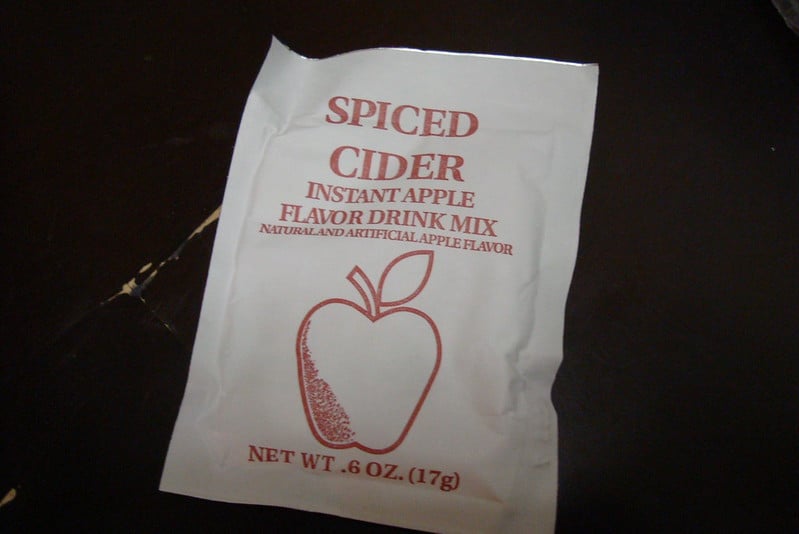 SPICED
CIDER
INSTANT APPLE
FLAVOR DRINK MIX
NATURAL AND ARTIFICIAL APPLE FLAVOR
NET WT .6 OZ. (17g)